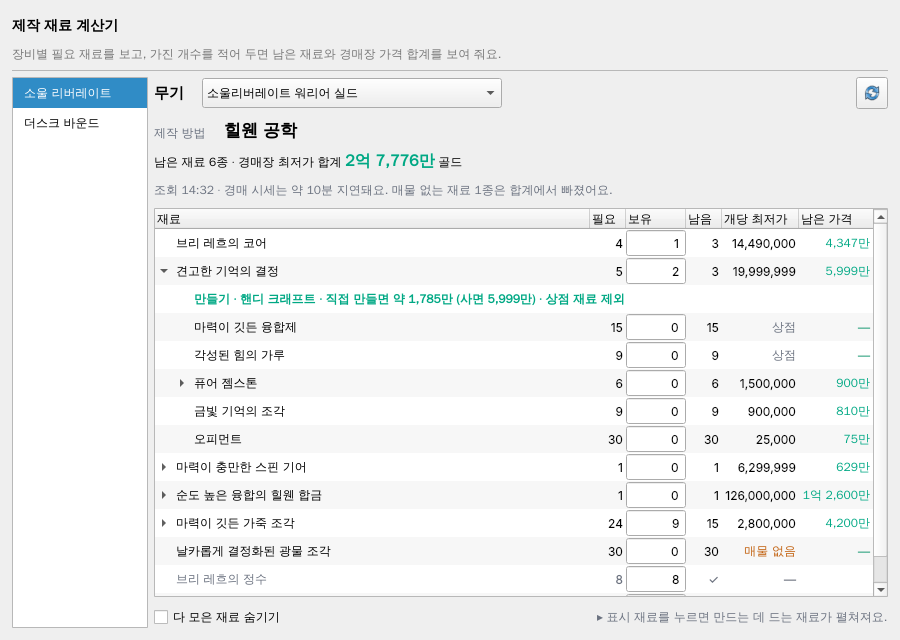 제작 재료 계산기
장비별 필요 재료를 보고, 가진 개수를 적어 두면 남은 재료와 경매장 가격 합계를 보여 줘요.
소울 리버레이트
더스크 바운드
무기 소울리버레이트 워리어 실드
제작 방법 힐웬 공학
남은 재료 6종 · 경매장 최저가 합계 2억 7,776만 골드
조회 14:32 · 경매 시세는 약 10분 지연돼요. 매물 없는 재료 1종은 합계에서 빠졌어요.
재료 필요 보유 남음 개당 최저가 남은 가격
브리 레흐의 코어 4 1 3 14,490,000 4,347만
견고한 기억의 결정 5 2 3 19,999,999 5,999만
만들기 · 핸디 크래프트 · 직접 만들면 약 1,785만 (사면 5,999만) · 상점 재료 제외
마력이 깃든 융합제 15 0 15 상점 —
각성된 힘의 가루 9 0 9 상점 —
퓨어 젬스톤 6 0 6 1,500,000 900만
금빛 기억의 조각 9 0 9 900,000 810만
오피먼트 30 0 30 25,000 75만
마력이 충만한 스핀 기어 1 0 1 6,299,999 629만
순도 높은 융합의 힐웬 합금 1 0 1 126,000,000 1억 2,600만
마력이 깃든 가죽 조각 24 9 15 2,800,000 4,200만
날카롭게 결정화된 광물 조각 30 0 30 매물 없음 —
브리 레흐의 정수 8 8 ✓ —
다 모은 재료 숨기기
▸ 표시 재료를 누르면 만드는 데 드는 재료가 펼쳐져요.